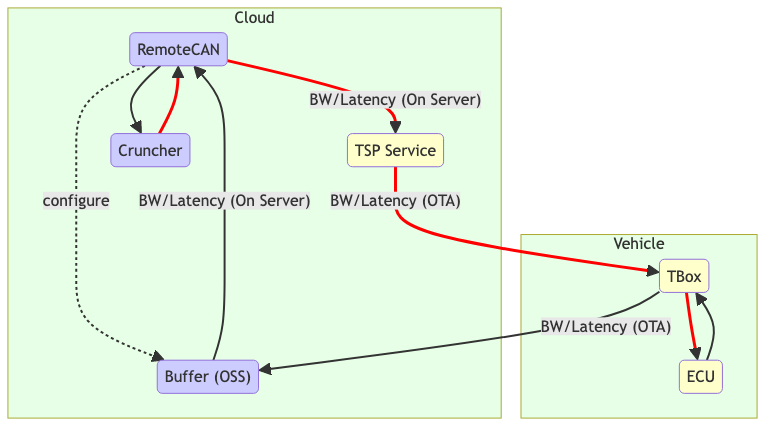 Cloud
RemoteCAN
BW/Latency (On Server)
Cruncher
TSP Service
configure
BW/Latency (On Server)
BW/Latency (OTA)
Vehicle
TBox
BW/Latency (OTA)
Buffer (OSS)
ECU